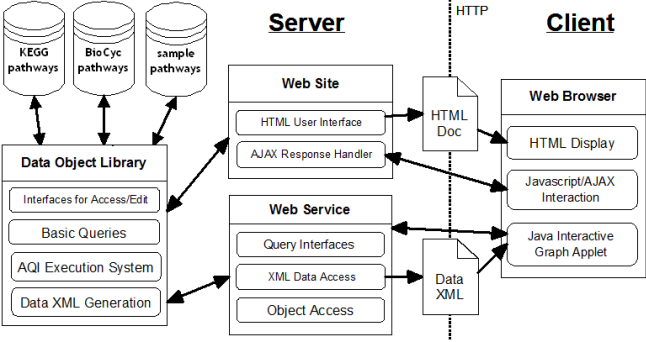 Server
HTTP
Client
KEGG
pathways
BioCyc
pathways
sample
pathways
Data Object Library
Interfaces for Access/Edit
Basic Queries
AQI Execution System
Data XML Generation
Web Site
HTML User Interface
AJAX Response Handler
Web Service
Query Interfaces
XML Data Access
Object Access
HTML
Doc
Data
XML
Web Browser
HTML Display
Javascript/AJAX
Interaction
Java Interactive
Graph Applet